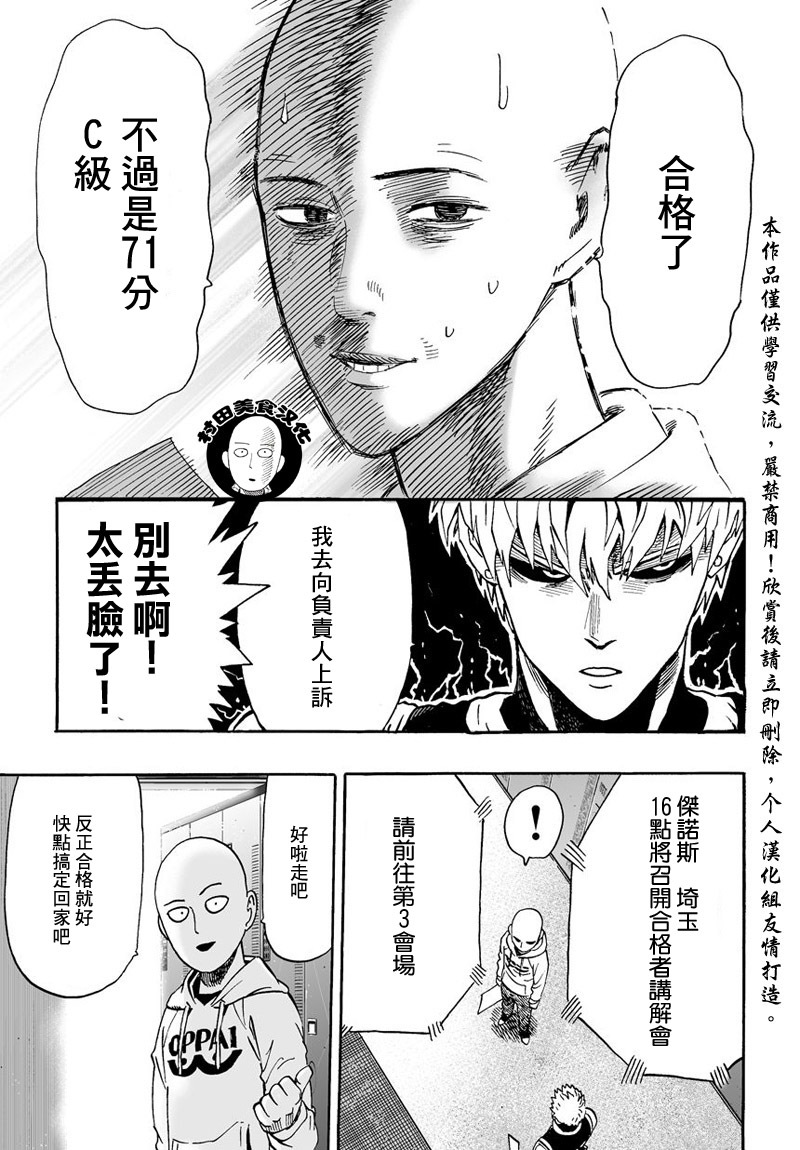 合格了
不過是71分
C級
村田美食汉化
我去向負責人上訴
別去啊！
太丟臉了！
傑諾斯 埼玉
16點將召開合格者講解會
！
請前往第3會場
好啦走吧
反正合格就好
快點搞定回家吧
OPPAI
本作品僅供學習交流，嚴禁商用！欣賞後請立即刪除，个人漢化組友情打造。